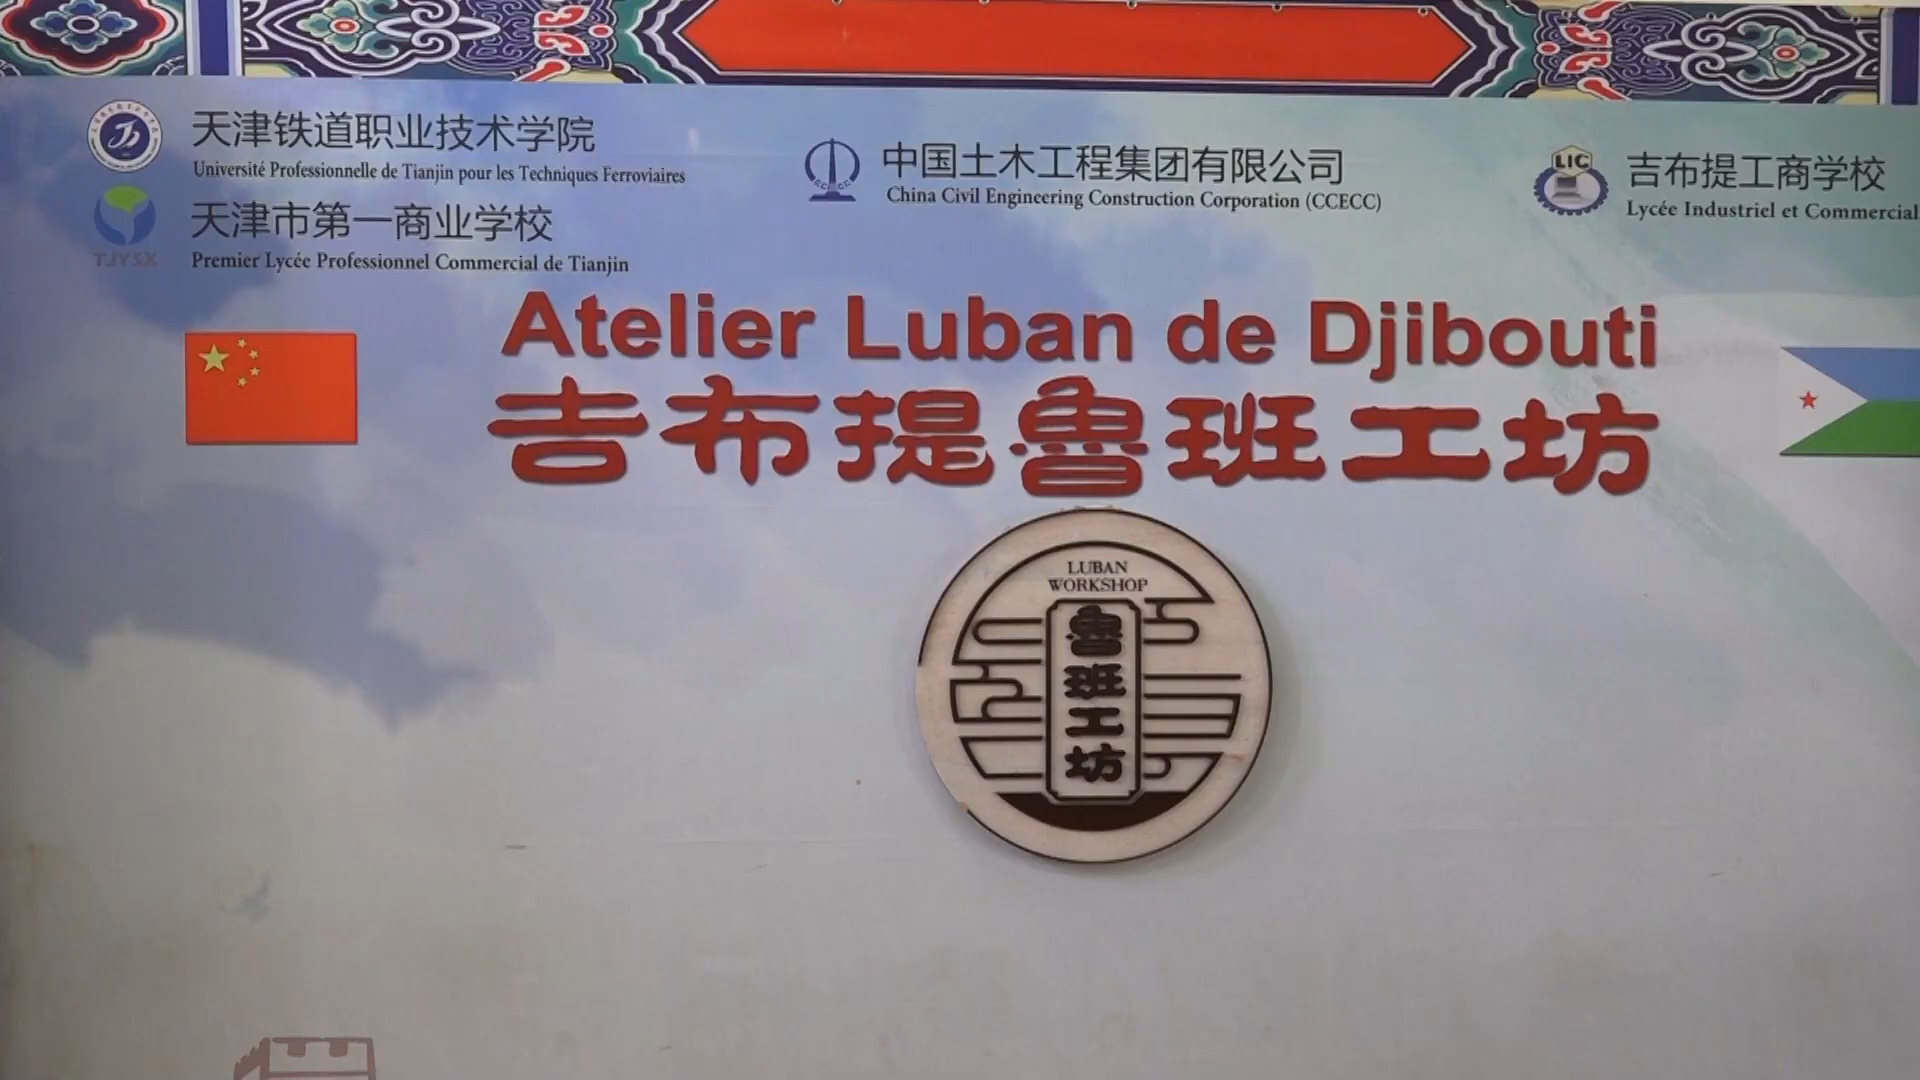 天津铁道职业技术学院
Université Professionnelle de Tianjin pour les Techniques Ferroviaires
TJYSX
天津市第一商业学校
Premier Lycée Professionnel Commercial de Tianjin
CCECC
中国土木工程集团有限公司
China Civil Engineering Construction Corporation (CCECC)
LIC
吉布提工商学校
Lycée Industriel et Commercial
Atelier Luban de Djibouti
吉布提魯班工坊
LUBAN
WORKSHOP
魯班工坊